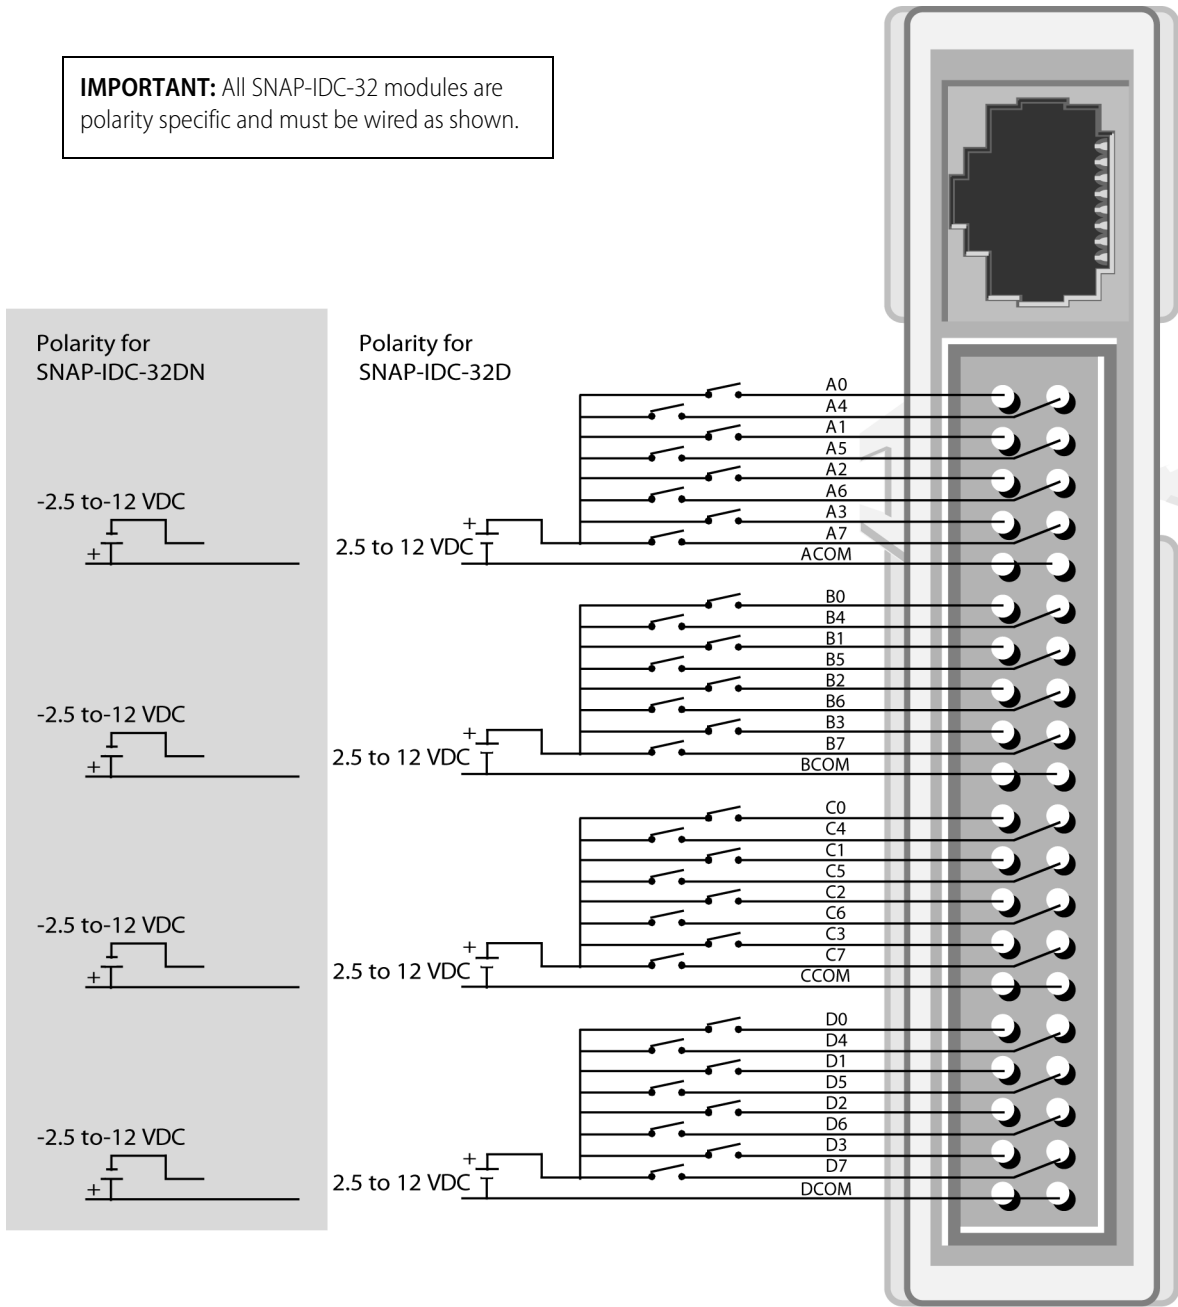 IMPORTANT: All SNAP-IDC-32 modules are
polarity specific and must be wired as shown.
Polarity for
SNAP-IDC-32DN
Polarity for
SNAP-IDC-32D
A0
A4
A1
A5
A2
A6
A3
A7
ACOM
-2.5 to-12 VDC
+
+
2.5 to 12 VDC
B0
B4
B1
B5
B2
B6
B3
B7
BCOM
-2.5 to-12 VDC
+
+
2.5 to 12 VDC
C0
C4
C1
C5
C2
C6
C3
C7
CCOM
-2.5 to-12 VDC
+
+
2.5 to 12 VDC
D0
D4
D1
D5
D2
D6
D3
D7
DCOM
-2.5 to-12 VDC
+
+
2.5 to 12 VDC